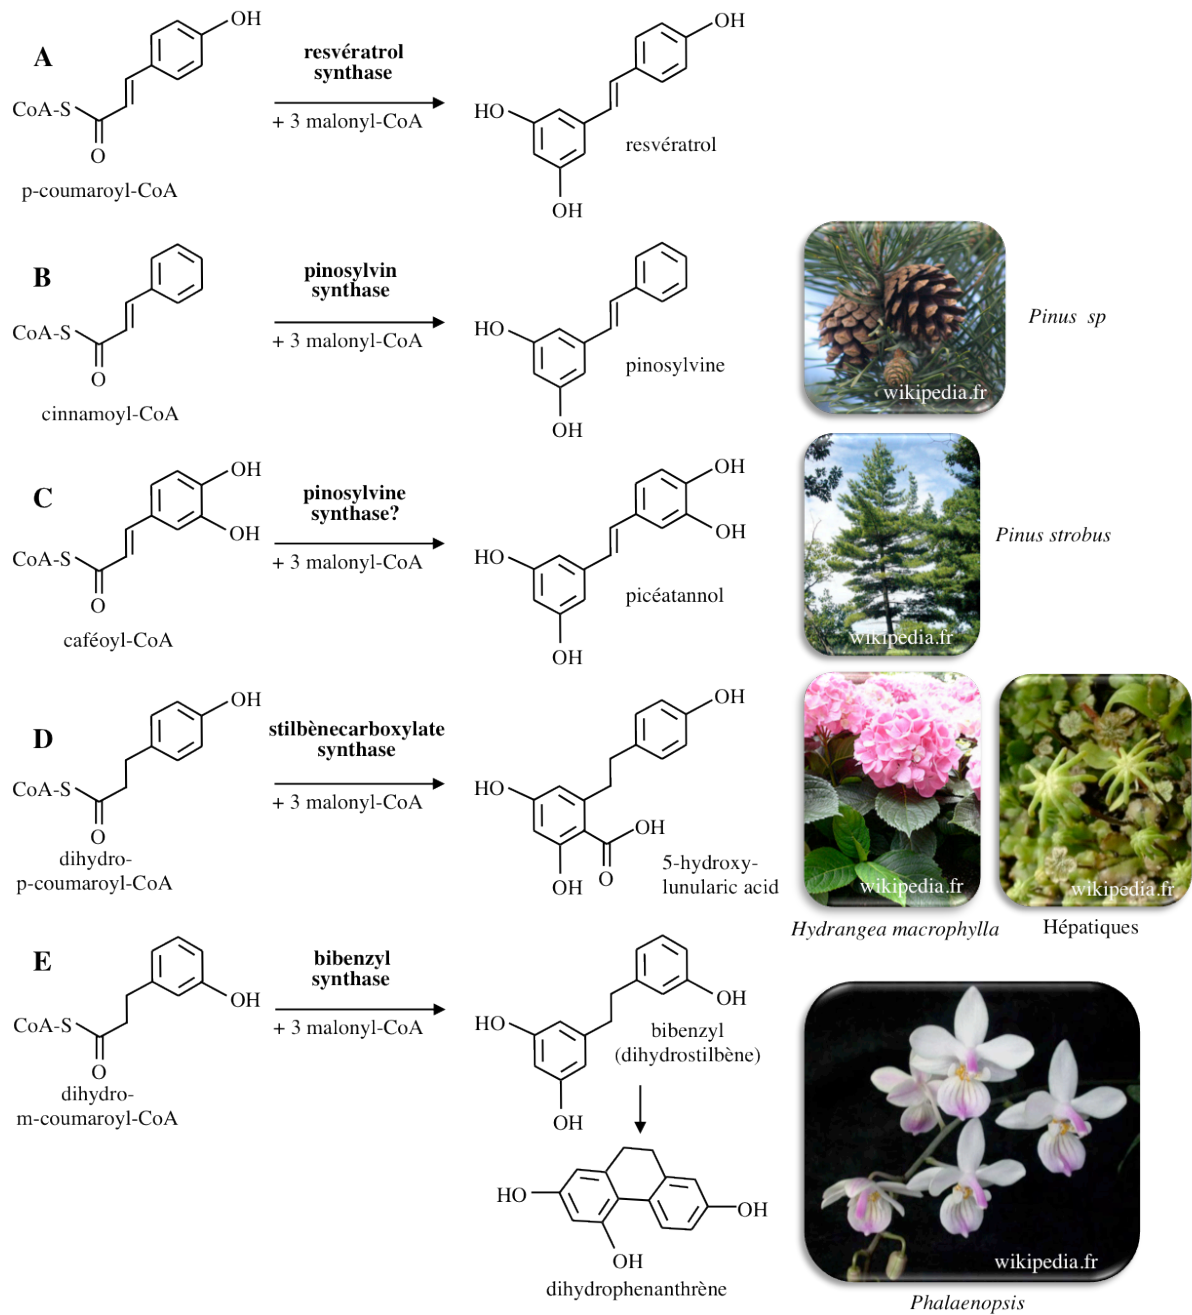 A
OH
CoA-S
O
p-coumaroyl-CoA
resvératrol
synthase
+ 3 malonyl-CoA
OH
HO
OH
resvératrol
B
CoA-S
O
cinnamoyl-CoA
pinosylvin
synthase
+ 3 malonyl-CoA
HO
OH
pinosylvine
wikipedia.fr
Pinus sp
C
OH
OH
CoA-S
O
caféoyl-CoA
pinosylvine
synthase?
+ 3 malonyl-CoA
OH
OH
HO
OH
picéatannol
wikipedia.fr
Pinus strobus
D
OH
CoA-S
O
dihydro-
p-coumaroyl-CoA
stilbènecarboxylate
synthase
+ 3 malonyl-CoA
OH
HO
OH
O
OH
5-hydroxy-
lunularic acid
wikipedia.fr
Hydrangea macrophylla
wikipedia.fr
Hépatiques
E
OH
CoA-S
O
dihydro-
m-coumaroyl-CoA
bibenzyl
synthase
+ 3 malonyl-CoA
OH
HO
OH
bibenzyl
(dihydrostilbène)
HO
OH
OH
dihydrophenanthrène
wikipedia.fr
Phalaenopsis